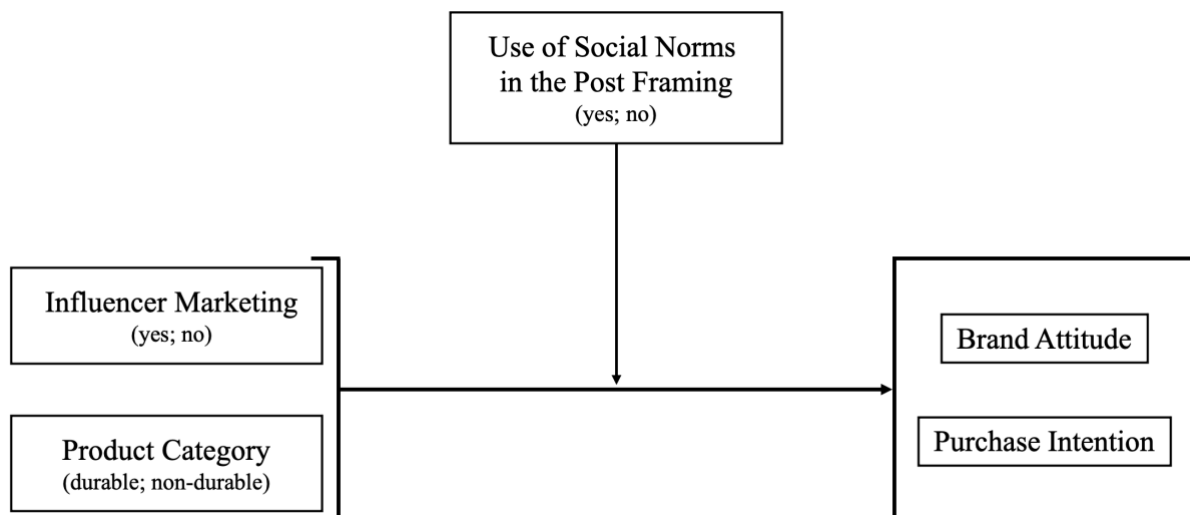 Use of Social Norms
in the Post Framing
(yes; no)
Influencer Marketing
(yes; no)
Product Category
(durable; non-durable)
Brand Attitude
Purchase Intention